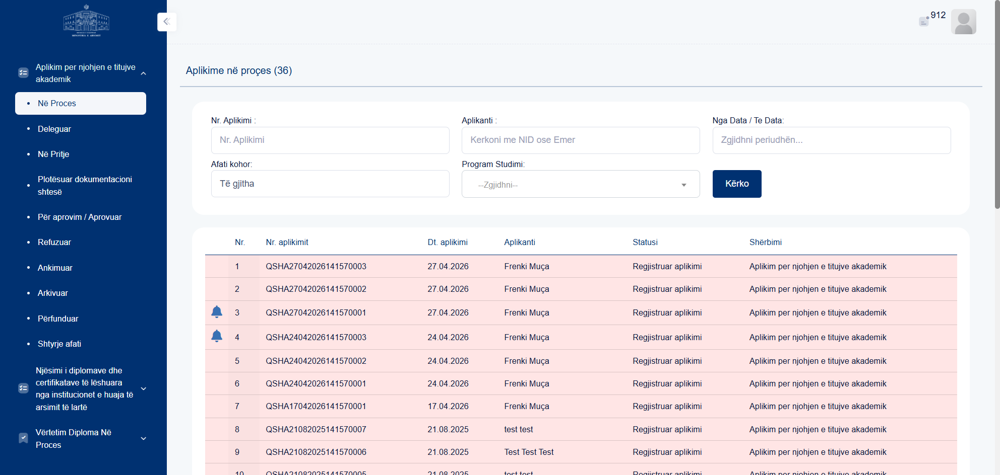 MINISTRIA E ARSIMIT
912
Aplikim per njohjen e titujve
akademik
Në Proces
Deleguar
Në Pritje
Plotësuar dokumentacioni
shtesë
Për aprovim / Aprovuar
Refuzuar
Ankimuar
Arkivuar
Përfunduar
Shtyrje afati
Njësimi i diplomave dhe
certifikatave të lëshuara
nga institucionet e huaja të
arsimit të lartë
Vërtetim Diploma Në
Proces
Aplikime në proçes (36)
Nr. Aplikimi : Aplikanti : Nga Data / Te Data:
Nr. Aplikimi Kerkoni me NID ose Emer Zgjidhni periudhën...
Afati kohor: Program Studimi:
Të gjitha --Zgjidhni-- Kërko
Nr. Nr. aplikimit Dt. aplikimi Aplikanti Statusi Shërbimi
1 QSHA27042026141570003 27.04.2026 Frenki Muça Regjistruar aplikimi Aplikim per njohjen e titujve akademik
2 QSHA27042026141570002 27.04.2026 Frenki Muça Regjistruar aplikimi Aplikim per njohjen e titujve akademik
3 QSHA27042026141570001 27.04.2026 Frenki Muça Regjistruar aplikimi Aplikim per njohjen e titujve akademik
4 QSHA24042026141570003 24.04.2026 Frenki Muça Regjistruar aplikimi Aplikim per njohjen e titujve akademik
5 QSHA24042026141570002 24.04.2026 Frenki Muça Regjistruar aplikimi Aplikim per njohjen e titujve akademik
6 QSHA24042026141570001 24.04.2026 Frenki Muça Regjistruar aplikimi Aplikim per njohjen e titujve akademik
7 QSHA17042026141570001 17.04.2026 Frenki Muça Regjistruar aplikimi Aplikim per njohjen e titujve akademik
8 QSHA21082025141570007 21.08.2025 test test Regjistruar aplikimi Aplikim per njohjen e titujve akademik
9 QSHA21082025141570006 21.08.2025 Test Test Test Regjistruar aplikimi Aplikim per njohjen e titujve akademik
10 QSHA21082025141570005 21.08.2025 test test Regjistruar aplikimi Aplikim per njohjen e titujve akademik